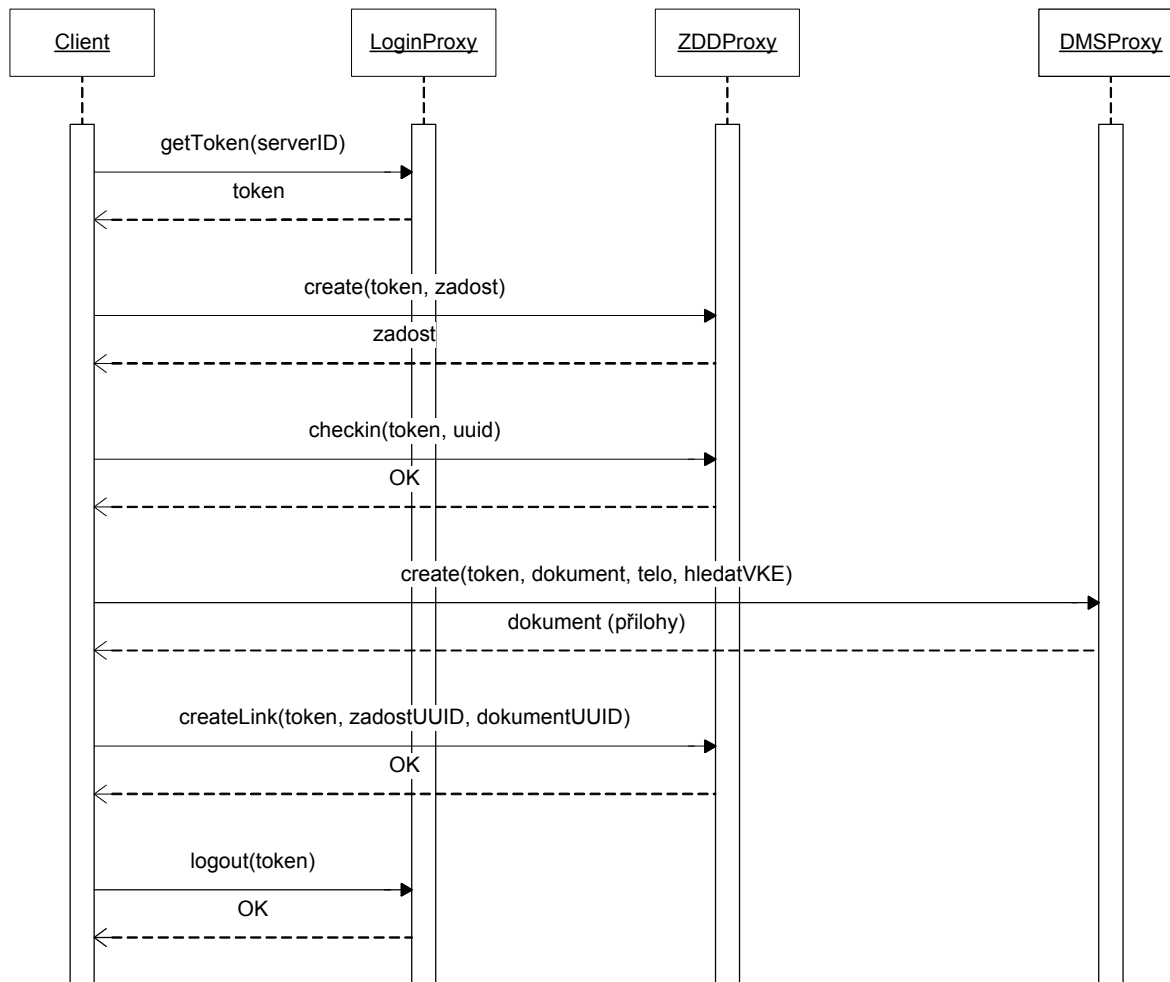 Client
LoginProxy
ZDDProxy
DMSProxy
getToken(serverID)
token
create(token, zadost)
zadost
checkin(token, uuid)
OK
create(token, dokument, telo, hledatVKE)
dokument (přilohy)
createLink(token, zadostUUID, dokumentUUID)
OK
logout(token)
OK